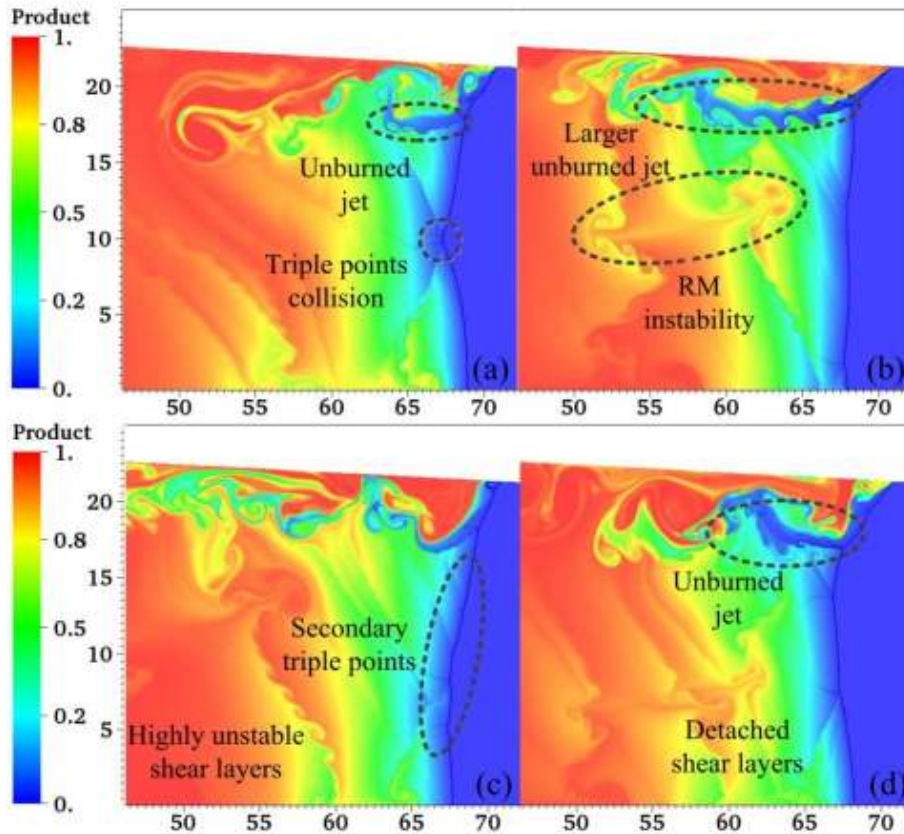 Product
1.
0.8
0.5
0.2
0.
20
15
10
5
Unburned
jet
Triple points
collision
(a)
50 55 60 65 70
Larger
unburned jet
RM
instability
(b)
50 55 60 65 70
Product
1.
0.8
0.5
0.2
0.
20
15
10
5
Secondary
triple points
Highly unstable
shear layers
(c)
50 55 60 65 70
Unburned
jet
Detached
shear layers
(d)
50 55 60 65 70